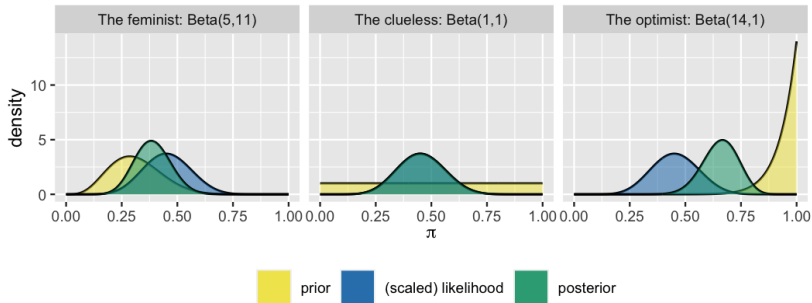 The feminist: Beta(5,11)
The clueless: Beta(1,1)
The optimist: Beta(14,1)
density
10
5
0
0.00 0.25 0.50 0.75 1.00
0.00 0.25 0.50 0.75 1.00
0.00 0.25 0.50 0.75 1.00
π
prior
(scaled) likelihood
posterior